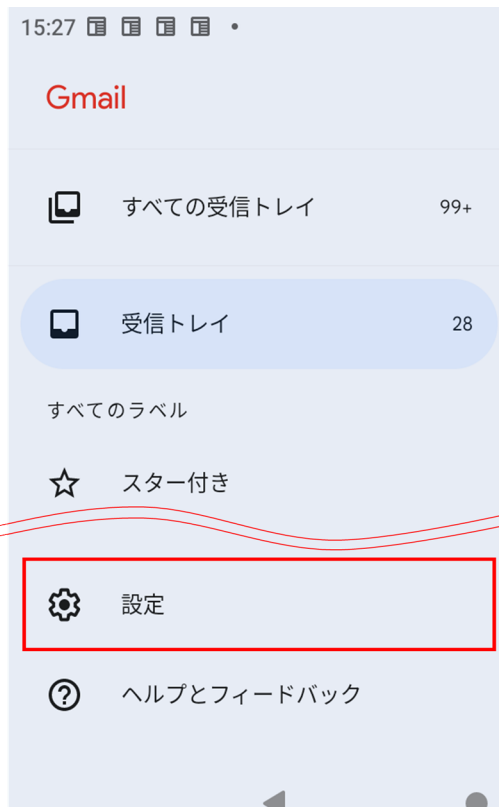 15:27
Gmail
すべての受信トレイ 99+
受信トレイ 28
すべてのラベル
スター付き
設定
ヘルプとフィードバック